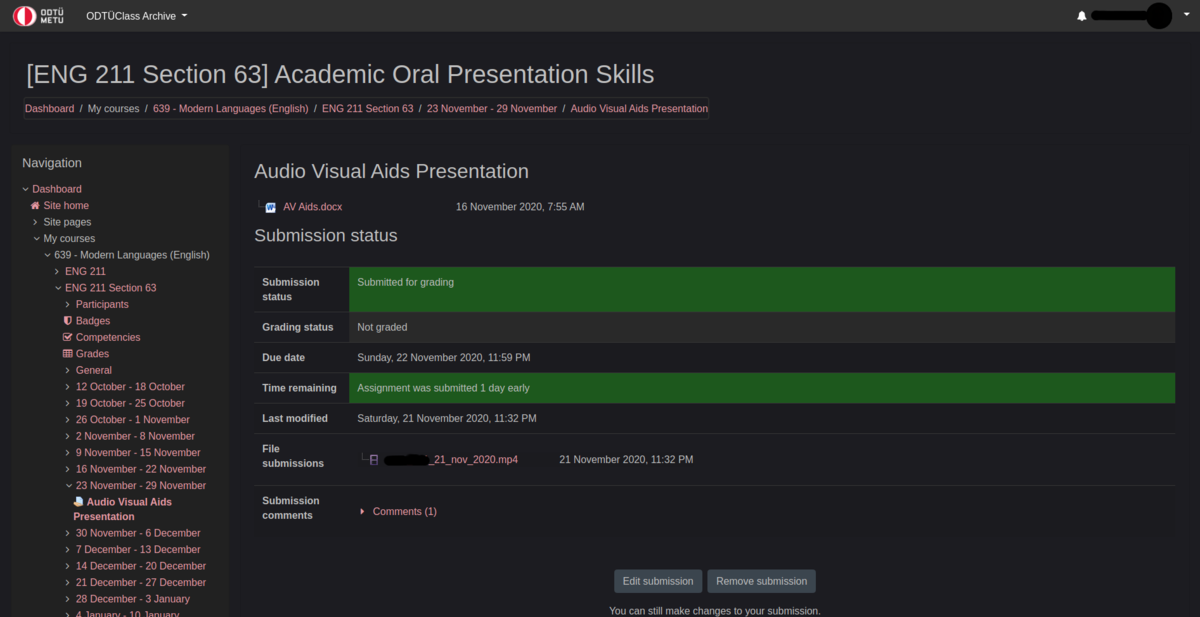 ODTÜ
METU
ODTÜClass Archive
[ENG 211 Section 63] Academic Oral Presentation Skills
Dashboard / My courses / 639 - Modern Languages (English) / ENG 211 Section 63 / 23 November - 29 November / Audio Visual Aids Presentation
Navigation
Dashboard
Site home
Site pages
My courses
639 - Modern Languages (English)
ENG 211
ENG 211 Section 63
Participants
Badges
Competencies
Grades
General
12 October - 18 October
19 October - 25 October
26 October - 1 November
2 November - 8 November
9 November - 15 November
16 November - 22 November
23 November - 29 November
Audio Visual Aids
Presentation
30 November - 6 December
7 December - 13 December
14 December - 20 December
21 December - 27 December
28 December - 3 January
4 January - 10 January
Audio Visual Aids Presentation
AV Aids.docx 16 November 2020, 7:55 AM
Submission status
Submission
status
Submitted for grading
Grading status Not graded
Due date Sunday, 22 November 2020, 11:59 PM
Time remaining Assignment was submitted 1 day early
Last modified Saturday, 21 November 2020, 11:32 PM
File
submissions
_21_nov_2020.mp4 21 November 2020, 11:32 PM
Submission
comments
Comments (1)
Edit submission Remove submission
You can still make changes to your submission.